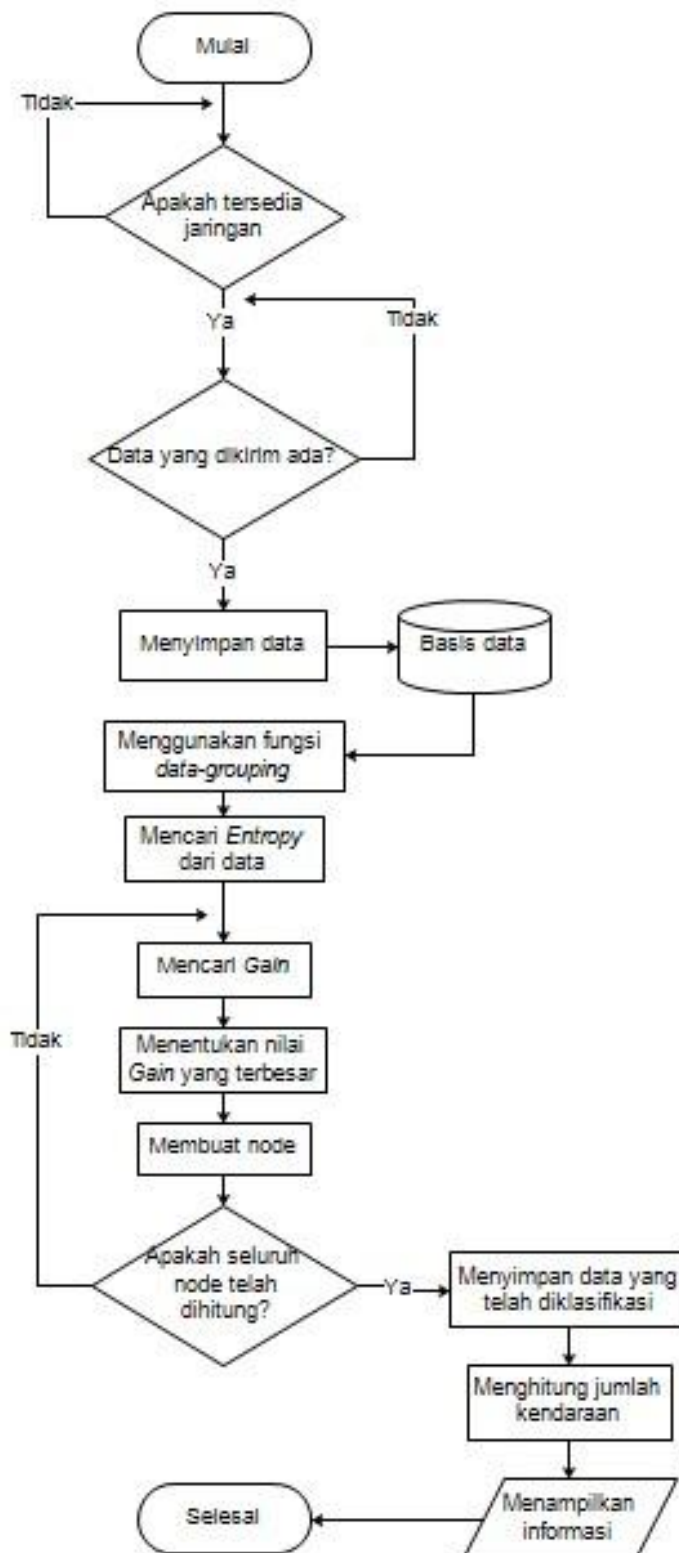 Mulai
Tidak
Apakah tersedia
jaringan
Ya
Tidak
Data yang dikirim ada?
Ya
Menyimpan data
Basis data
Menggunakan fungsi
data-grouping
Mencari Entropy
dari data
Mencari Gain
Tidak
Menentukan nilai
Gain yang terbesar
Membuat node
Apakah seluruh
node telah
dihitung?
Ya
Menyimpan data yang
telah diklasifikasi
Menghitung jumlah
kendaraan
Menampilkan
informasi
Selesai